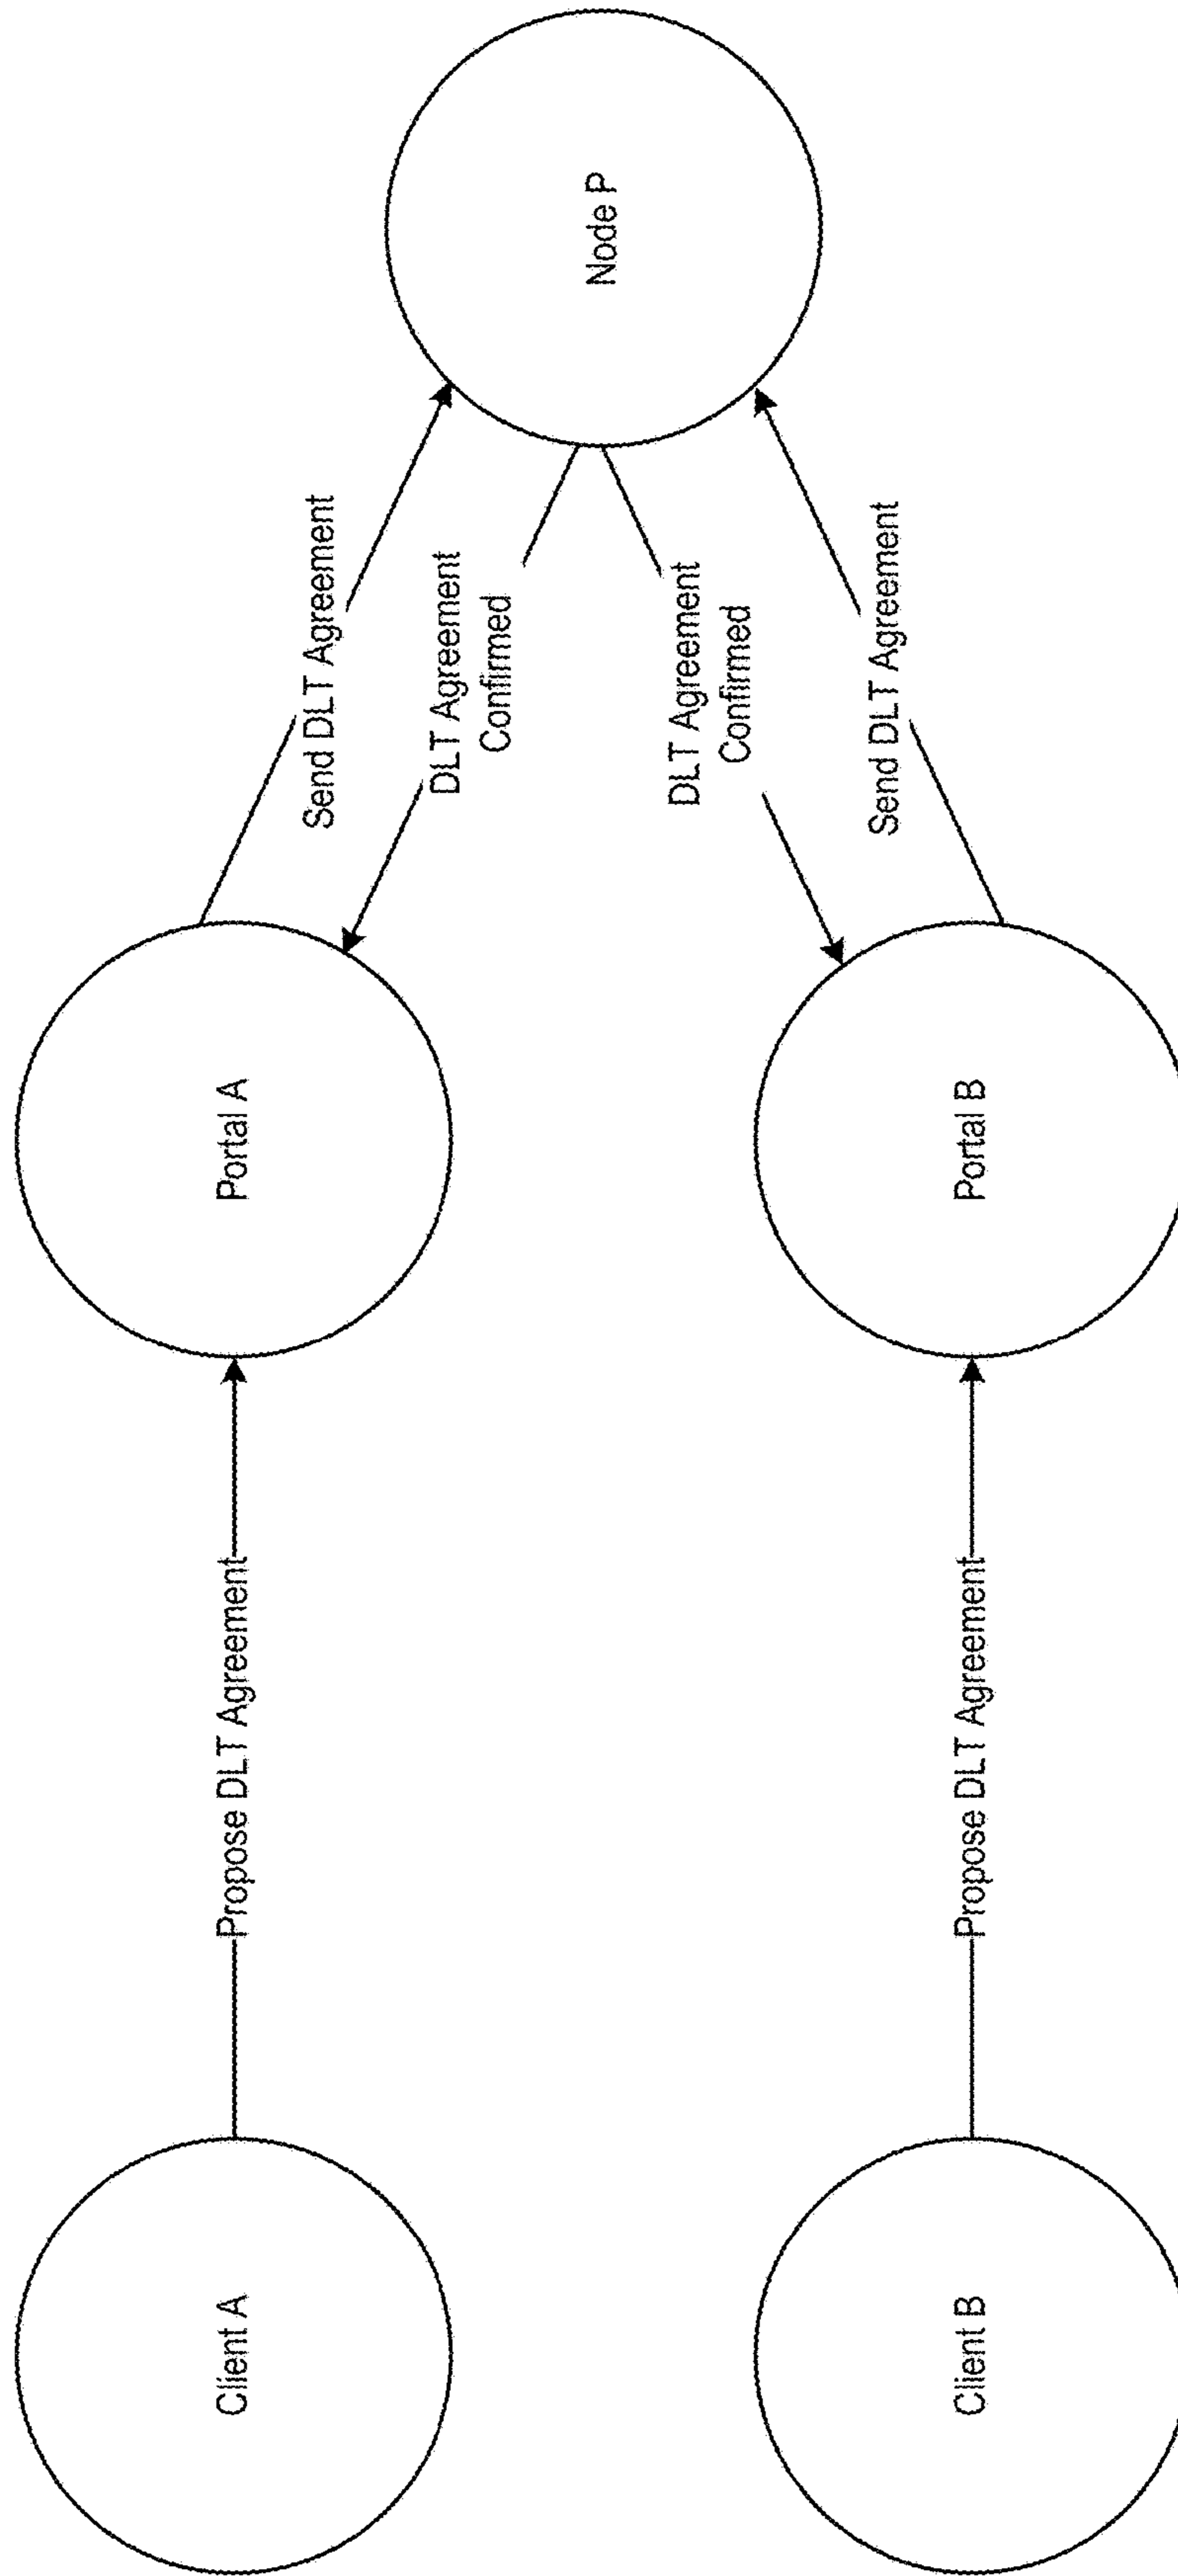 Client A
Propose DLT Agreement
Portal A
Send DLT Agreement
DLT Agreement
Confirmed
Node P
DLT Agreement
Confirmed
Send DLT Agreement
Client B
Propose DLT Agreement
Portal B